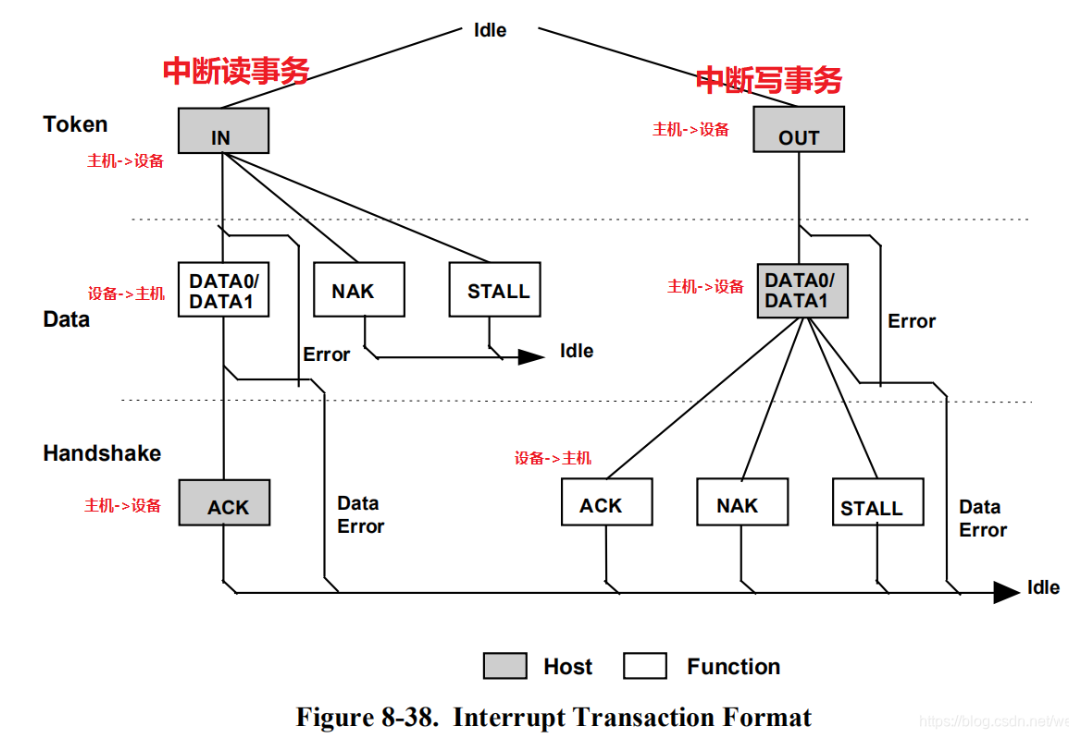 Idle
中断读事务
中断写事务
Token
IN
主机->设备
OUT
主机->设备
DATA0/
DATA1
NAK
STALL
设备->主机
DATA0/
DATA1
主机->设备
Data
Error
Idle
Error
Handshake
设备->主机
ACK
主机->设备
Data
Error
ACK
NAK
STALL
Data
Error
Idle
Host
Function
Figure 8-38. Interrupt Transaction Format
https://blog.csdn.net/we